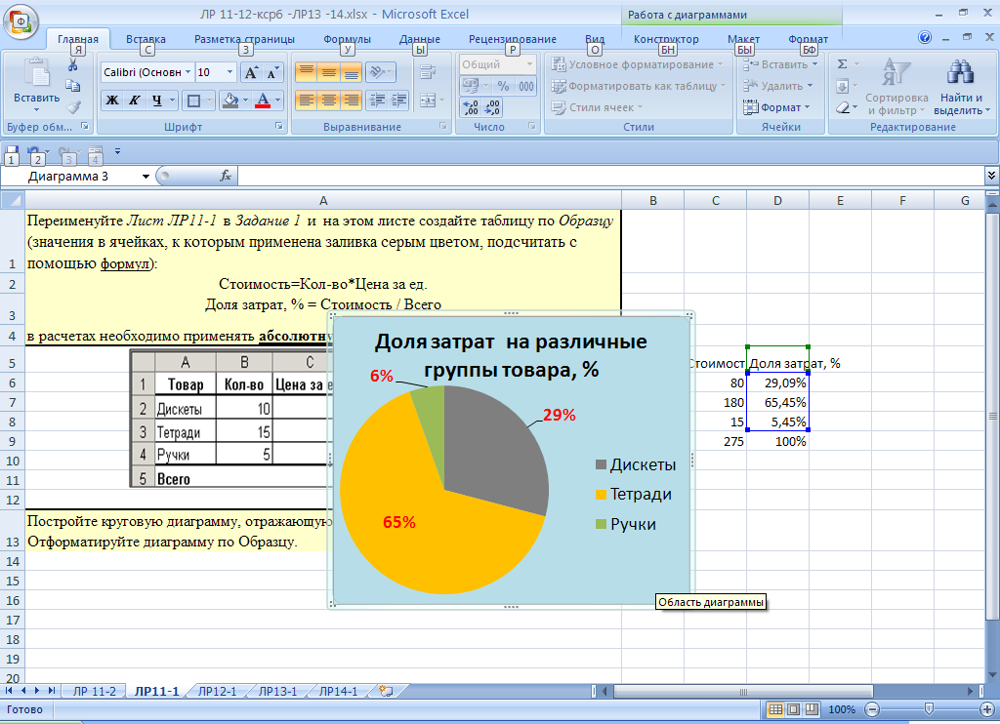 ЛР 11-12-ксрб -ЛР13 -14.xlsx - Microsoft Excel
Работа с диаграммами
Главная Вставка Разметка страницы Формулы Данные Рецензирование Вид Конструктор Макет Формат
Я С З У Ы Р О БН БЫ БФ
Ф
Вставить
Calibri (Основн 10
Ж К Ч
А
Общий
% 000
Условное форматирование
Форматировать как таблицу
Стили ячеек
Вставить
Удалить
Формат
Σ
Сортировка и фильтр
Найти и выделить
Буфер обм... Шрифт Выравнивание Число Стили Ячейки Редактирование
1 2 3 4
Диаграмма 3
fx
A B C D E F G
1 2 3 4 5 6 7 8 9 10 11 12 13 14 15 16 17 18 19 20
Переименуйте Лист ЛР11-1 в Задание 1 и на этом листе создайте таблицу по Образцу
(значения в ячейках, к которым применена заливка серым цветом, подсчитать с
помощью формул):
Стоимость=Кол-во*Цена за ед.
Доля затрат, % = Стоимость / Всего
в расчетах необходимо применять абсолютн
A B C
1 Товар Кол-во Цена за е
2 Дискеты 10
3 Тетради 15
4 Ручки 5
5 Всего
Постройте круговую диаграмму, отражающую
Отформатируйте диаграмму по Образцу.
Доля затрат на различные
группы товара, %
6%
29%
65%
Дискеты
Тетради
Ручки
Область диаграммы
Стоимост Доля затрат, %
80 29,09%
180 65,45%
15 5,45%
275 100%
ЛР 11-2 ЛР11-1 ЛР12-1 ЛР13-1 ЛР14-1
Готово
100%